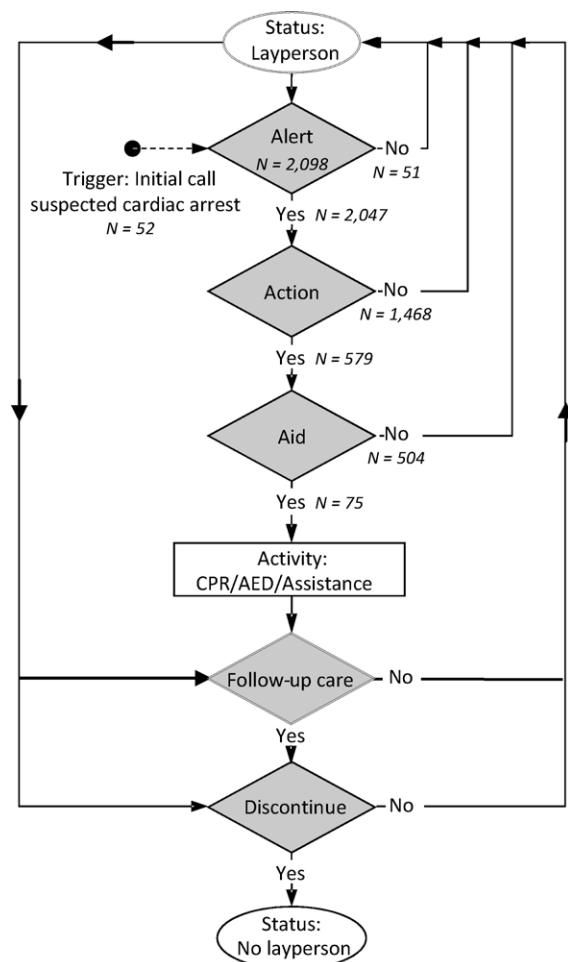 Status:
Layperson
Alert
N = 2,098
No
N = 51
Trigger: Initial call
suspected cardiac arrest
N = 52
Yes N = 2,047
Action
No
N = 1,468
Yes N = 579
Aid
No
N = 504
Yes N = 75
Activity:
CPR/AED/Assistance
Follow-up care
No
Yes
Discontinue
No
Yes
Status:
No layperson